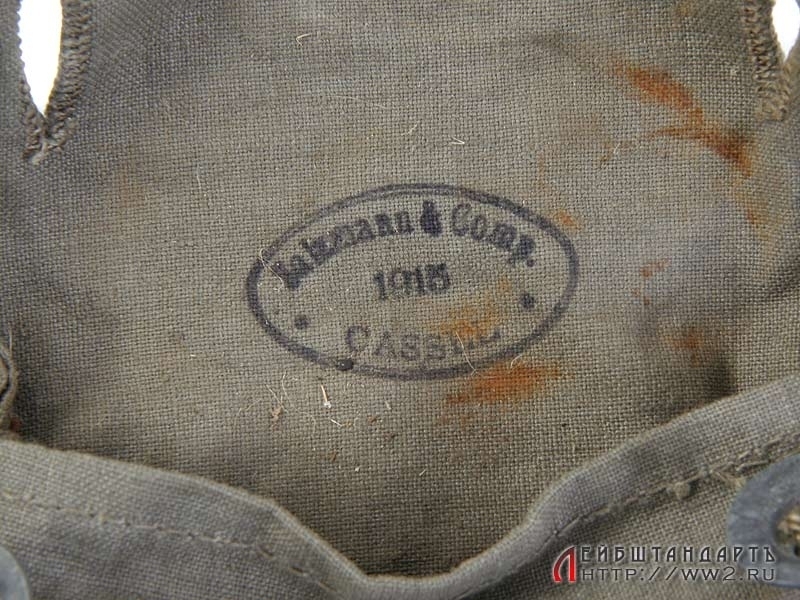 & Comp.
1915
CASSEL
ЛЕЙБШТАНДАРТЪ
HTTP://WW2.RU